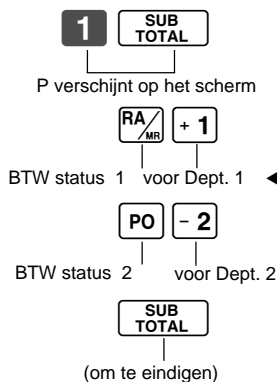 1 SUB TOTAL
P verschijnt op het scherm
RA/MR + 1
BTW status 1 voor Dept. 1
PO - 2
BTW status 2 voor Dept. 2
SUB TOTAL
(om te eindigen)